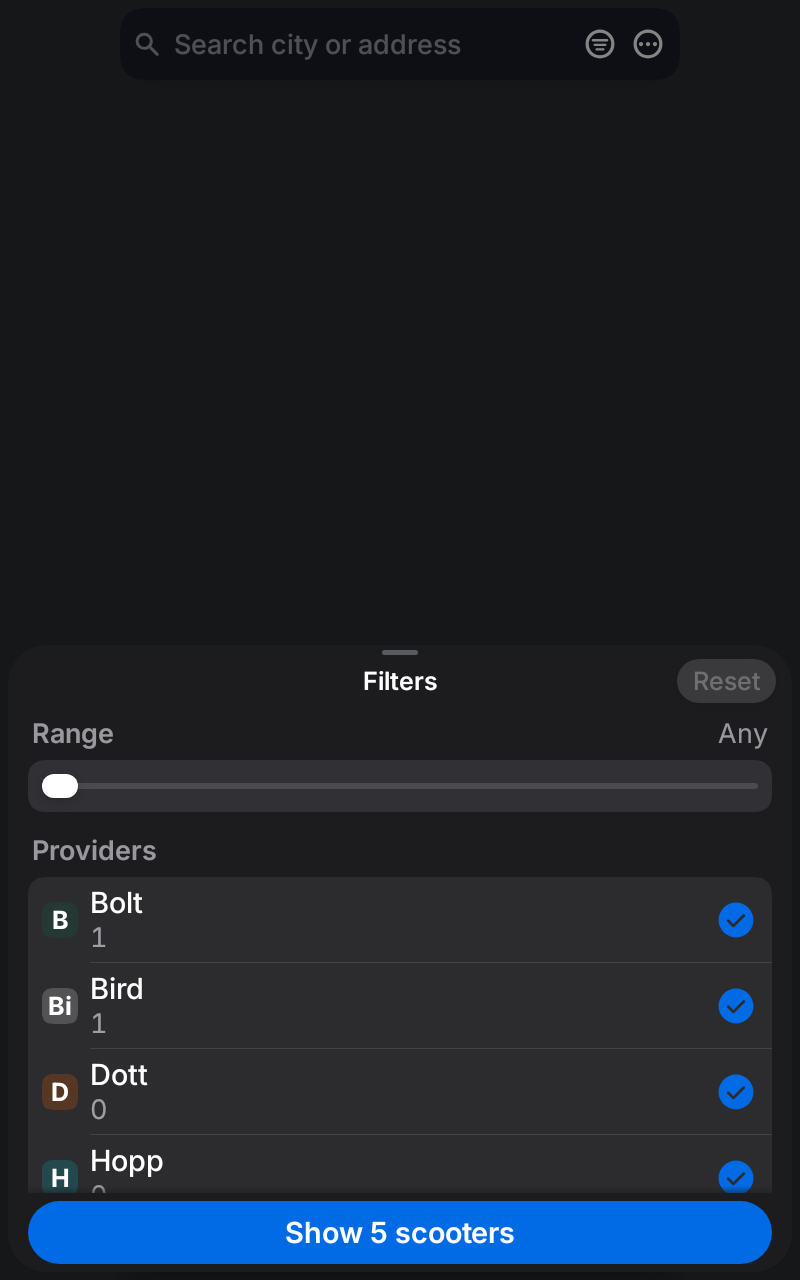 Search city or address
Filters
Reset
Range
Any
Providers
B
Bolt
1
Bi
Bird
1
D
Dott
0
H
Hopp
Show 5 scooters